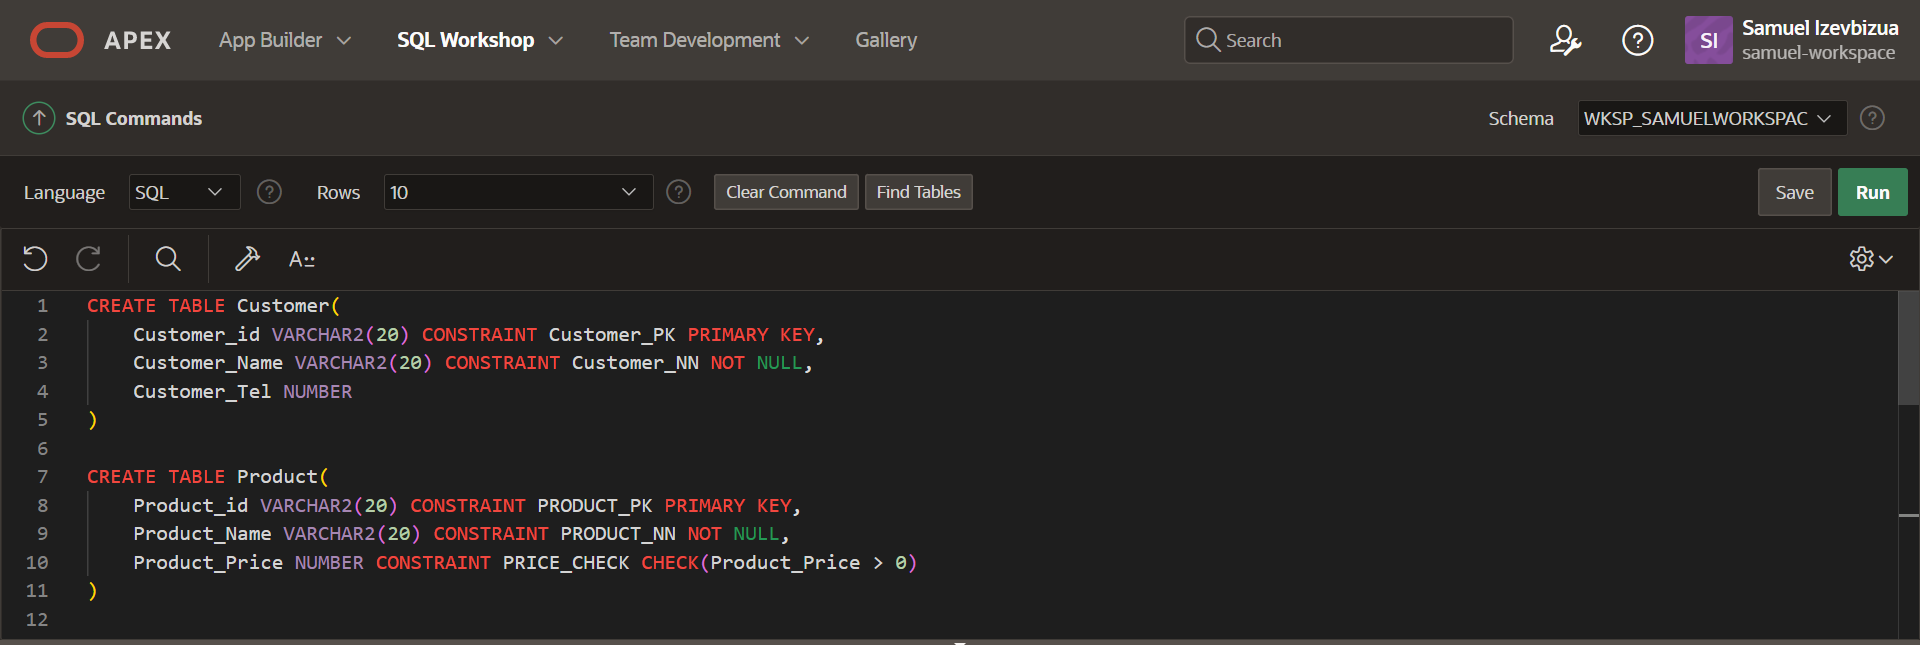 APEX App Builder SQL Workshop Team Development Gallery Search SI Samuel Izevbizua
samuel-workspace
SQL Commands Schema WKSP_SAMUELWORKSPAC
Language SQL Rows 10 Clear Command Find Tables Save Run
A::
1 CREATE TABLE Customer(
2 Customer_id VARCHAR2(20) CONSTRAINT Customer_PK PRIMARY KEY,
3 Customer_Name VARCHAR2(20) CONSTRAINT Customer_NN NOT NULL,
4 Customer_Tel NUMBER
5 )
6
7 CREATE TABLE Product(
8 Product_id VARCHAR2(20) CONSTRAINT PRODUCT_PK PRIMARY KEY,
9 Product_Name VARCHAR2(20) CONSTRAINT PRODUCT_NN NOT NULL,
10 Product_Price NUMBER CONSTRAINT PRICE_CHECK CHECK(Product_Price > 0)
11 )
12